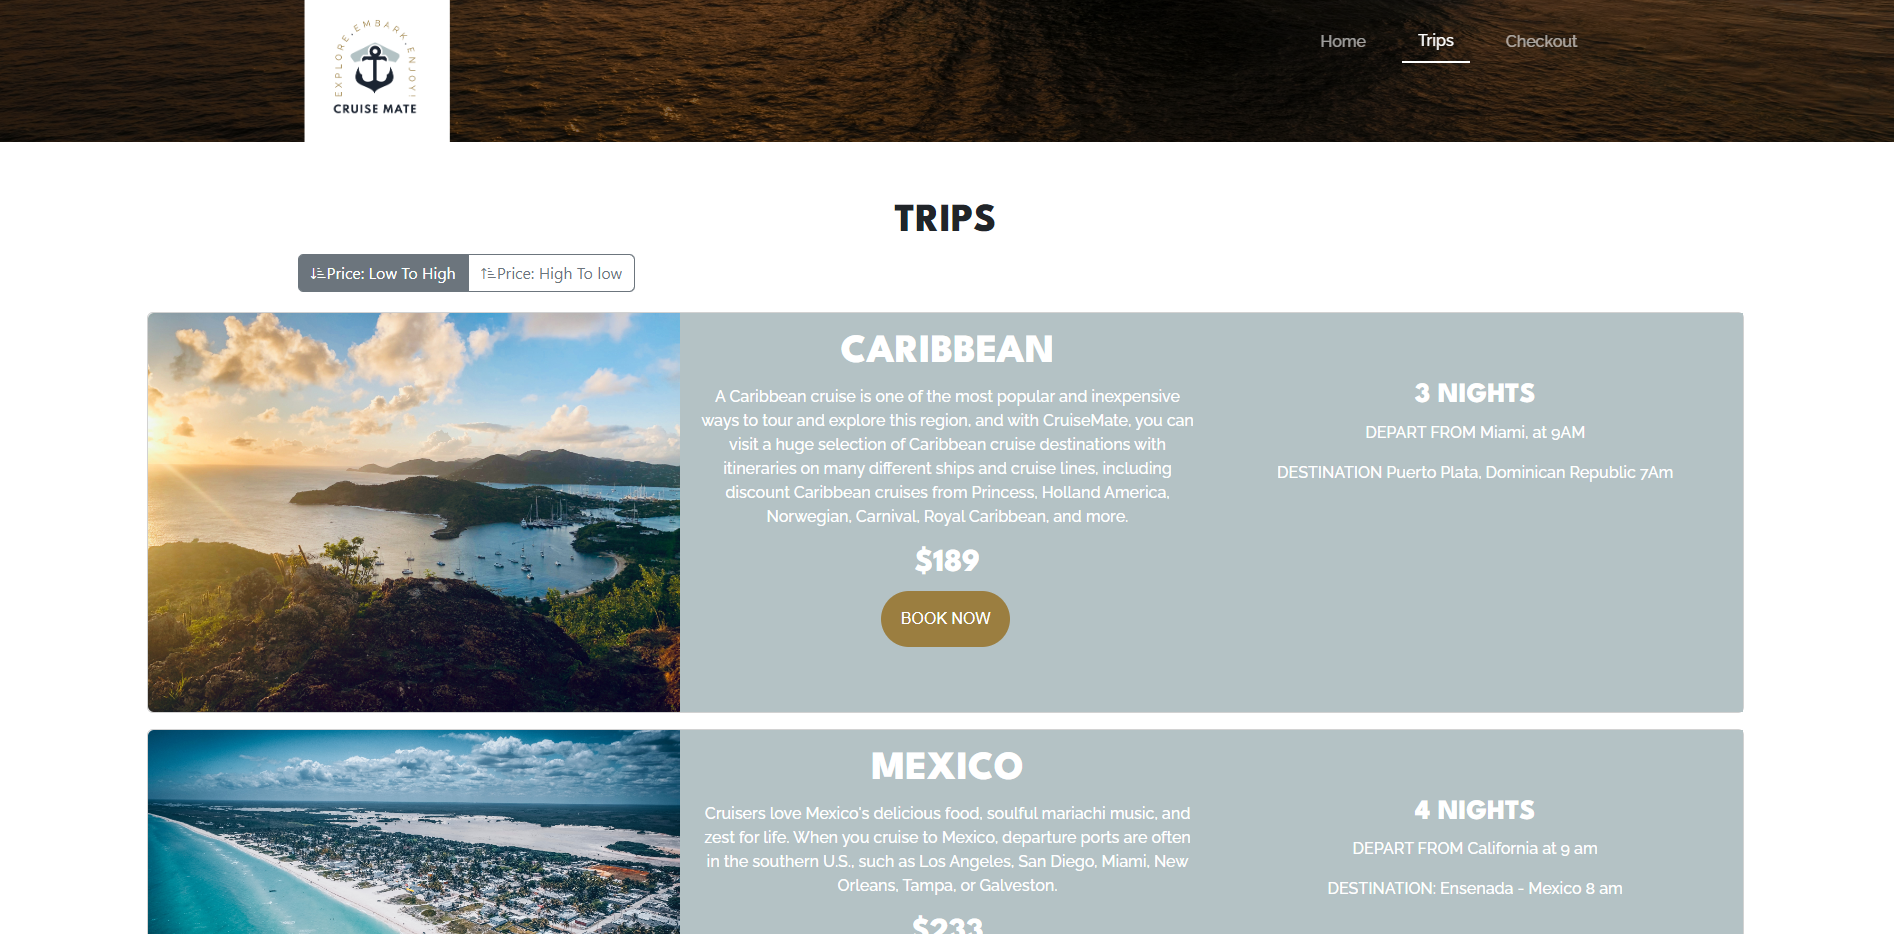 EXPLORE.EMBARK.ENJOY!
CRUISE MATE
Home
Trips
Checkout
TRIPS
Price: Low To High
Price: High To low
CARIBBEAN
A Caribbean cruise is one of the most popular and inexpensive
ways to tour and explore this region, and with CruiseMate, you can
visit a huge selection of Caribbean cruise destinations with
itineraries on many different ships and cruise lines, including
discount Caribbean cruises from Princess, Holland America,
Norwegian, Carnival, Royal Caribbean, and more.
$189
BOOK NOW
3 NIGHTS
DEPART FROM Miami, at 9AM
DESTINATION Puerto Plata, Dominican Republic 7Am
MEXICO
Cruisers love Mexico's delicious food, soulful mariachi music, and
zest for life. When you cruise to Mexico, departure ports are often
in the southern U.S., such as Los Angeles, San Diego, Miami, New
Orleans, Tampa, or Galveston.
$233
4 NIGHTS
DEPART FROM California at 9 am
DESTINATION: Ensenada - Mexico 8 am